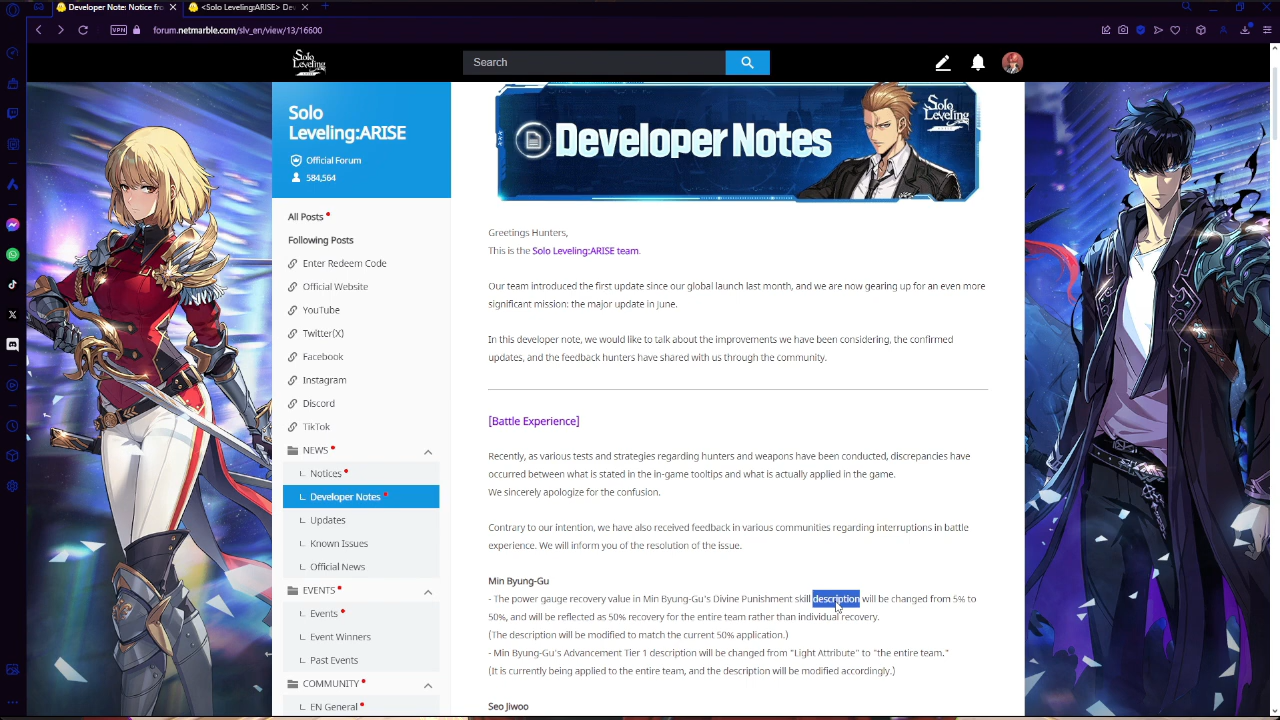 Developer Note: Notice fro
<Solo Leveling:ARISE> De
VPN
forum.netmarble.com/slv_en/view/13/16600
Solo Leveling ARISE
Search
Solo
Leveling:ARISE
Official Forum
584,564
All Posts
Following Posts
Enter Redeem Code
Official Website
YouTube
Twitter(X)
Facebook
Instagram
Discord
TikTok
NEWS
Notices
Developer Notes
Updates
Known Issues
Official News
EVENTS
Events
Event Winners
Past Events
COMMUNITY
EN General
Developer Notes
Solo Leveling ARISE
Greetings Hunters,
This is the Solo Leveling:ARISE team.
Our team introduced the first update since our global launch last month, and we are now gearing up for an even more
significant mission: the major update in June.
In this developer note, we would like to talk about the improvements we have been considering, the confirmed
updates, and the feedback hunters have shared with us through the community.
[Battle Experience]
Recently, as various tests and strategies regarding hunters and weapons have been conducted, discrepancies have
occurred between what is stated in the in-game tooltips and what is actually applied in the game.
We sincerely apologize for the confusion.
Contrary to our intention, we have also received feedback in various communities regarding interruptions in battle
experience. We will inform you of the resolution of the issue.
Min Byung-Gu
- The power gauge recovery value in Min Byung-Gu's Divine Punishment skill description will be changed from 5% to
50%, and will be reflected as 50% recovery for the entire team rather than individual recovery.
(The description will be modified to match the current 50% application.)
- Min Byung-Gu's Advancement Tier 1 description will be changed from "Light Attribute" to "the entire team."
(It is currently being applied to the entire team, and the description will be modified accordingly.)
Seo Jiwoo